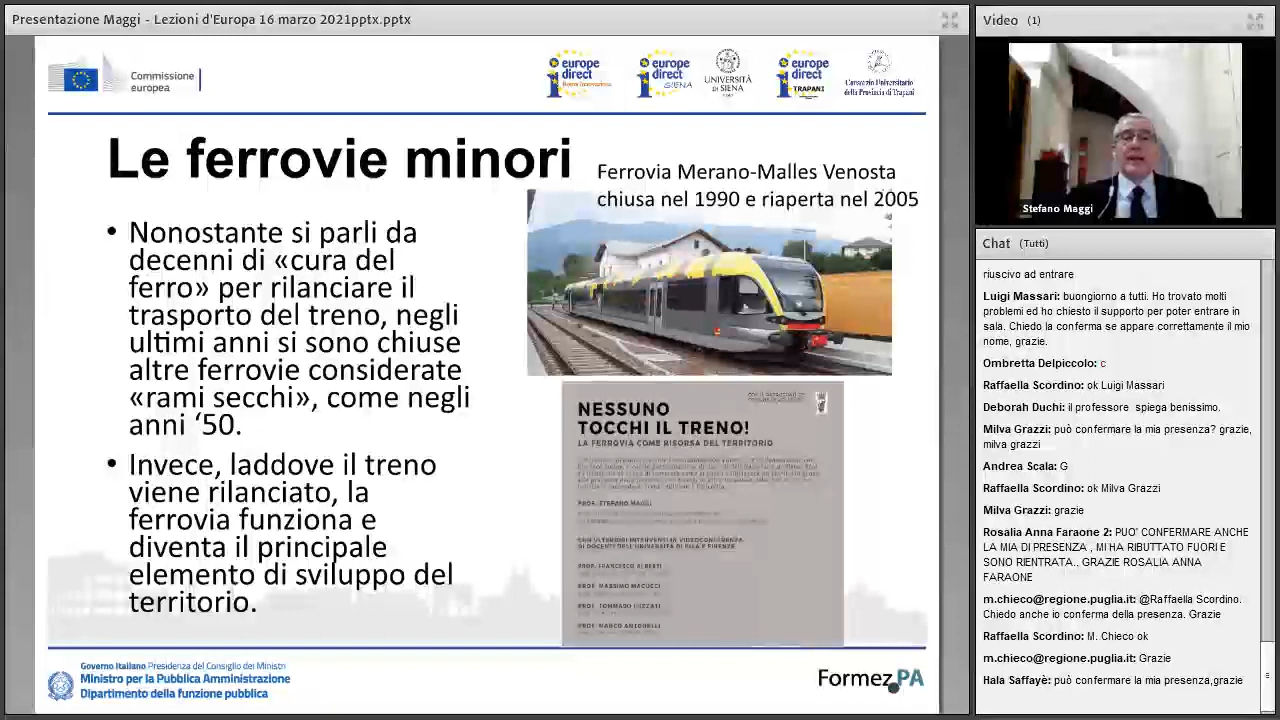 Presentazione Maggi - Lezioni d'Europa 16 marzo 2021pptx.pptx
Commissione
europea
europe
direct
europe
direct
SIENA
UNIVERSITÀ
DI SIENA
europe
direct
TRAPANI
Consorzio Universitario
della Provincia di Trapani
Le ferrovie minori
Ferrovia Merano-Malles Venosta
chiusa nel 1990 e riaperta nel 2005
• Nonostante si parli da
decenni di «cura del
ferro» per rilanciare il
trasporto del treno, negli
ultimi anni si sono chiuse
altre ferrovie considerate
«rami secchi», come negli
anni ‘50.
• Invece, laddove il treno
viene rilanciato, la
ferrovia funziona e
diventa il principale
elemento di sviluppo del
territorio.
NESSUNO
TOCCHI IL TRENO!
LA FERROVIA COME RISORSA DEL TERRITORIO
PROF. STEFANO MAGGI
PROF. FRANCESCO ALBERTI
Governo Italiano Presidenza del Consiglio dei Ministri
Ministro per la Pubblica Amministrazione
Dipartimento della funzione pubblica
Formez PA
Video (1)
Stefano Maggi
Chat (Tutti)
riuscivo ad entrare
Luigi Massari: buongiorno a tutti. Ho trovato molti
problemi ed ho chiesto il supporto per poter entrare in
sala. Chiedo la conferma se appare correttamente il mio
nome, grazie.
Ombretta Delpiccolo: c
Raffaella Scordino: ok Luigi Massari
Deborah Duchi: il professore spiega benissimo.
Milva Grazzi: può confermare la mia presenza? grazie,
milva grazzi
Andrea Scala: G
Raffaella Scordino: ok Milva Grazzi
Milva Grazzi: grazie
Rosalia Anna Faraone 2: PUO' CONFERMARE ANCHE
LA MIA DI PRESENZA , MI HA RIBUTTATO FUORI E
SONO RIENTRATA.. GRAZIE ROSALIA ANNA
FARAONE
m.chieco@regione.puglia.it: @Raffaella Scordino.
Chiedo anche io conferma della presenza. Grazie
Raffaella Scordino: M. Chieco ok
m.chieco@regione.puglia.it: Grazie
Hala Saffayè: può confermare la mia presenza,grazie